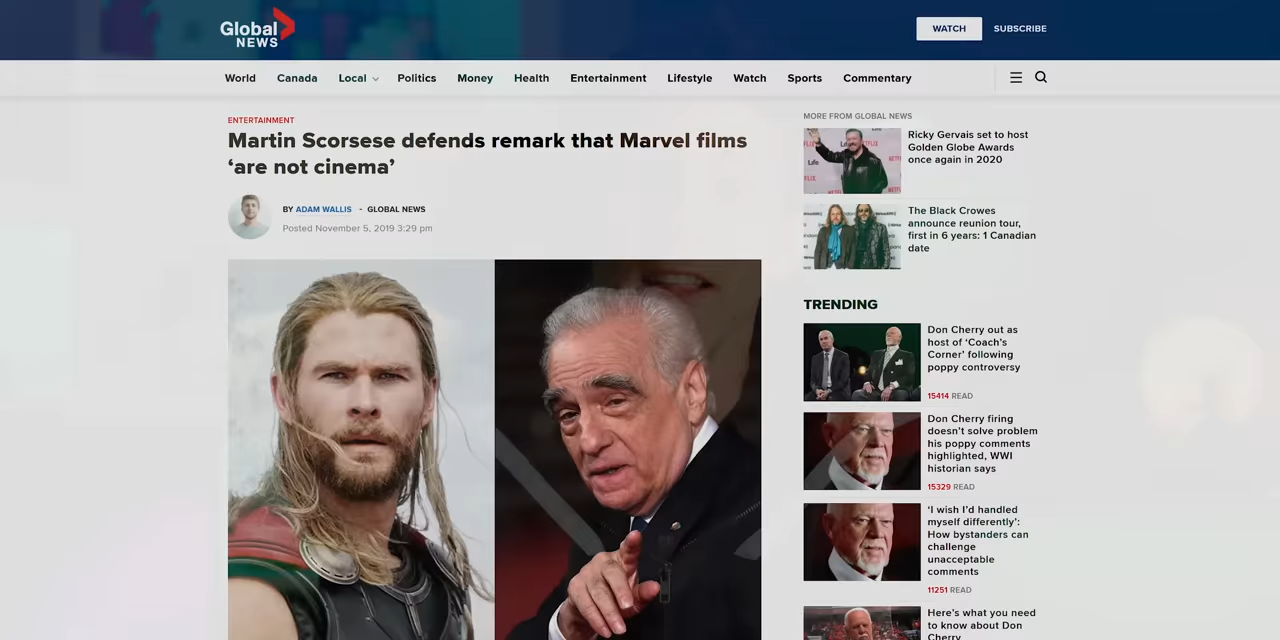 Global
NEWS
WATCH
SUBSCRIBE
World
Canada
Local
Politics
Money
Health
Entertainment
Lifestyle
Watch
Sports
Commentary
ENTERTAINMENT
Martin Scorsese defends remark that Marvel films
‘are not cinema’
BY ADAM WALLIS - GLOBAL NEWS
Posted November 5, 2019 3:29 pm
MORE FROM GLOBAL NEWS
Ricky Gervais set to host
Golden Globe Awards
once again in 2020
The Black Crowes
announce reunion tour,
first in 6 years: 1 Canadian
date
TRENDING
Don Cherry out as
host of ‘Coach’s
Corner’ following
poppy controversy
15414 READ
Don Cherry firing
doesn’t solve problem
his poppy comments
highlighted, WWI
historian says
15329 READ
‘I wish I’d handled
myself differently’:
How bystanders can
challenge
unacceptable
comments
11251 READ
Here’s what you need
to know about Don
Cherry